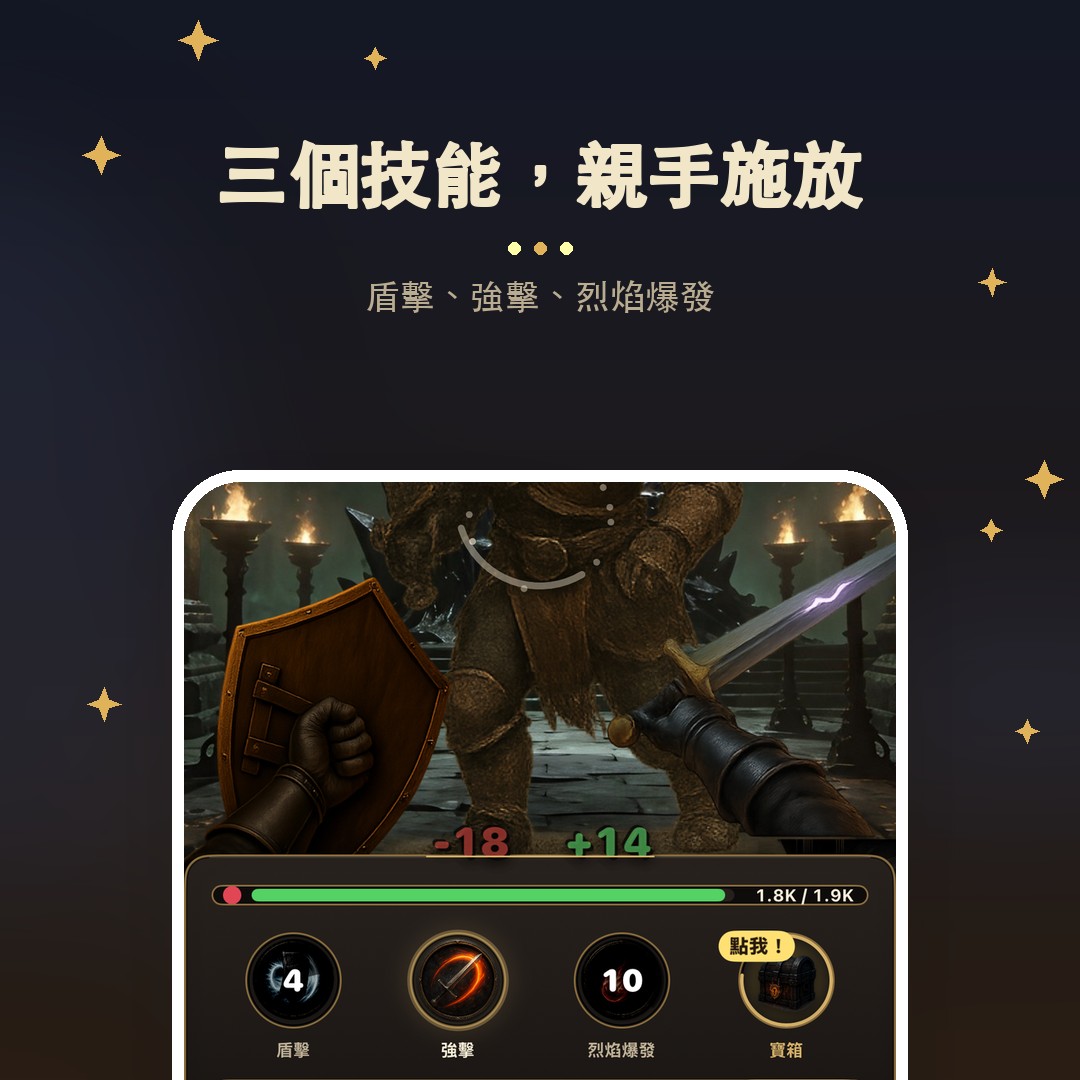 三個技能，親手施放
盾擊、強擊、烈焰爆發
-18 +14
1.8K / 1.9K
4 10 點我！
盾擊 強擊 烈焰爆發 寶箱